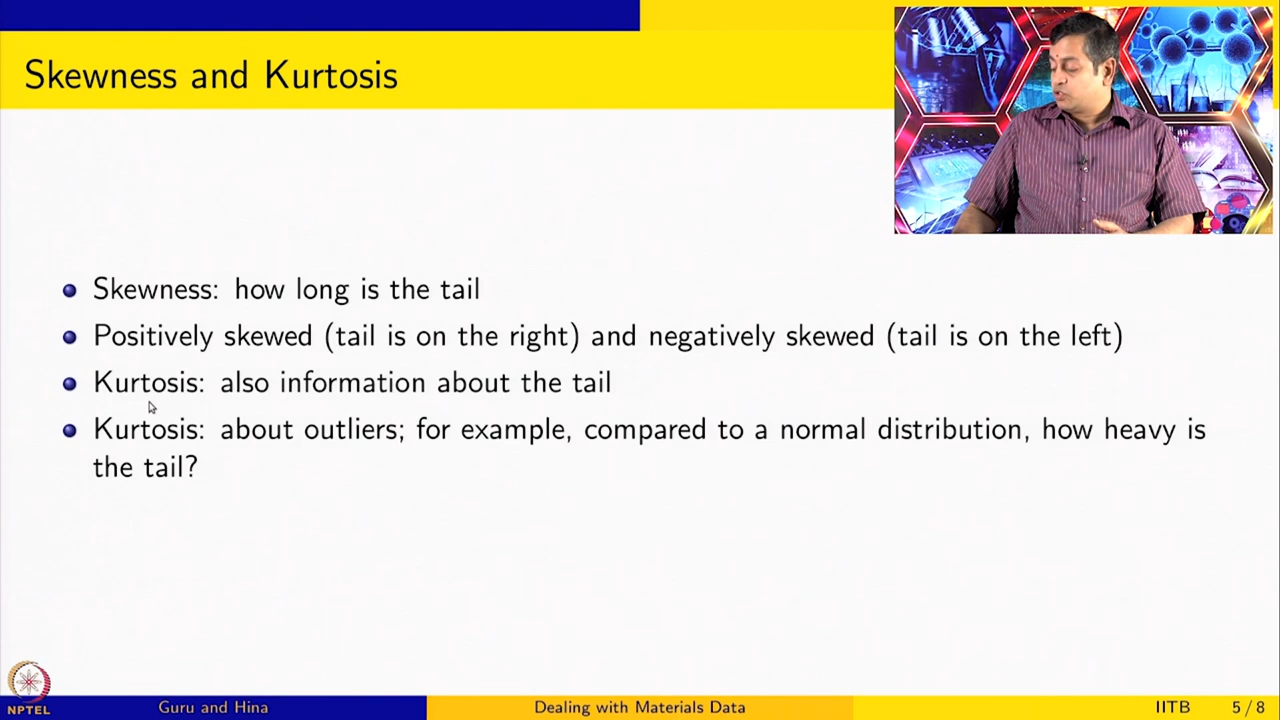 Skewness and Kurtosis
Skewness: how long is the tail
Positively skewed (tail is on the right) and negatively skewed (tail is on the left)
Kurtosis: also information about the tail
Kurtosis: about outliers; for example, compared to a normal distribution, how heavy is
the tail?
NPTEL
Guru and Hina
Dealing with Materials Data
IITB
5 / 8